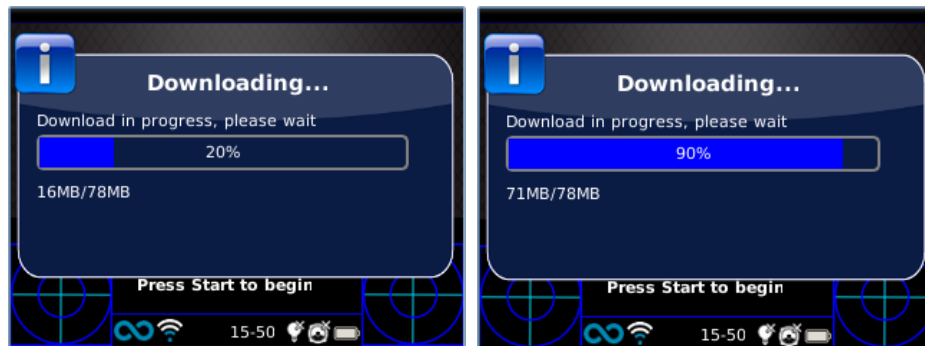 i
Downloading...
Download in progress, please wait
20%
16MB/78MB
Press Start to begin
15-50
i
Downloading...
Download in progress, please wait
90%
71MB/78MB
Press Start to begin
15-50